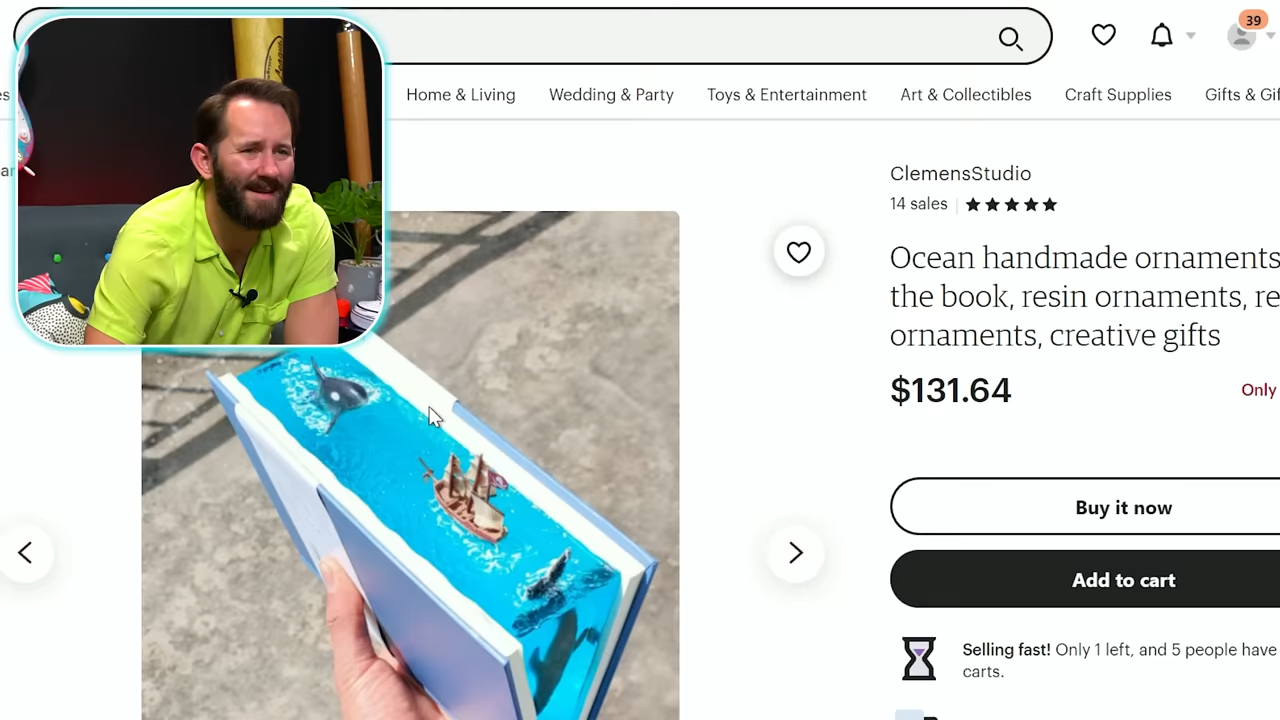 39
Home & Living
Wedding & Party
Toys & Entertainment
Art & Collectibles
Craft Supplies
Gifts & Gif
ClemensStudio
14 sales
Ocean handmade ornaments
the book, resin ornaments, re
ornaments, creative gifts
$131.64
Only
Buy it now
Add to cart
Selling fast! Only 1 left, and 5 people have
carts.